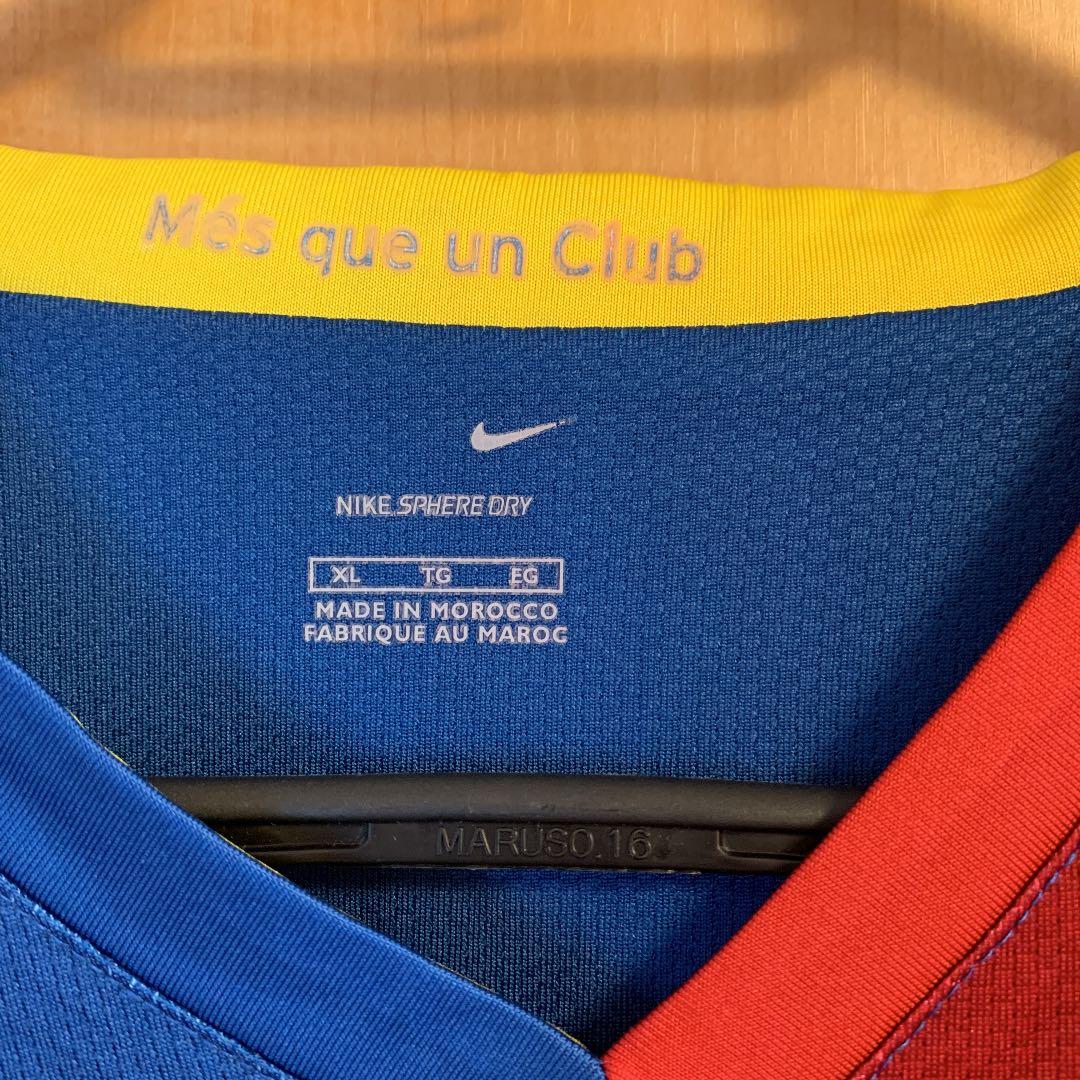 Més que un Club
NIKE SPHERE DRY
XL TG EG
MADE IN MOROCCO
FABRIQUE AU MAROC
MARUSO.16